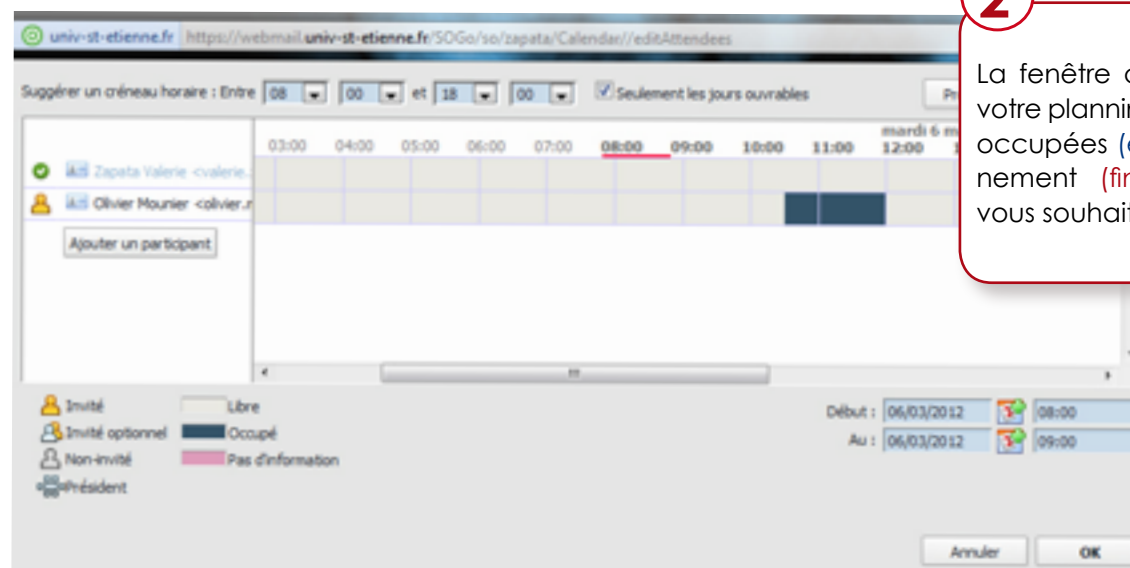 2
La fenêtre
votre
occupées
nement
vous
univ-st-etienne.fr https://webmail.univ-st-etienne.fr/SOGo/so/zapata/Calendar//editAttendees
Suggérer un créneau horaire : Entre 08 00 et 18 00 Seulement les jours ouvrables
mardi 6
03:00 04:00 05:00 06:00 07:00 08:00 09:00 10:00 11:00 12:00
Zapata Valerie <valerie.
Olivier Mounier <olivier.
Ajouter un participant
Invité Libre
Invité optionnel Occupé
Non-invité Pas d'information
Président
Début : 06/03/2012 08:00
Au : 06/03/2012 09:00
Annuler OK